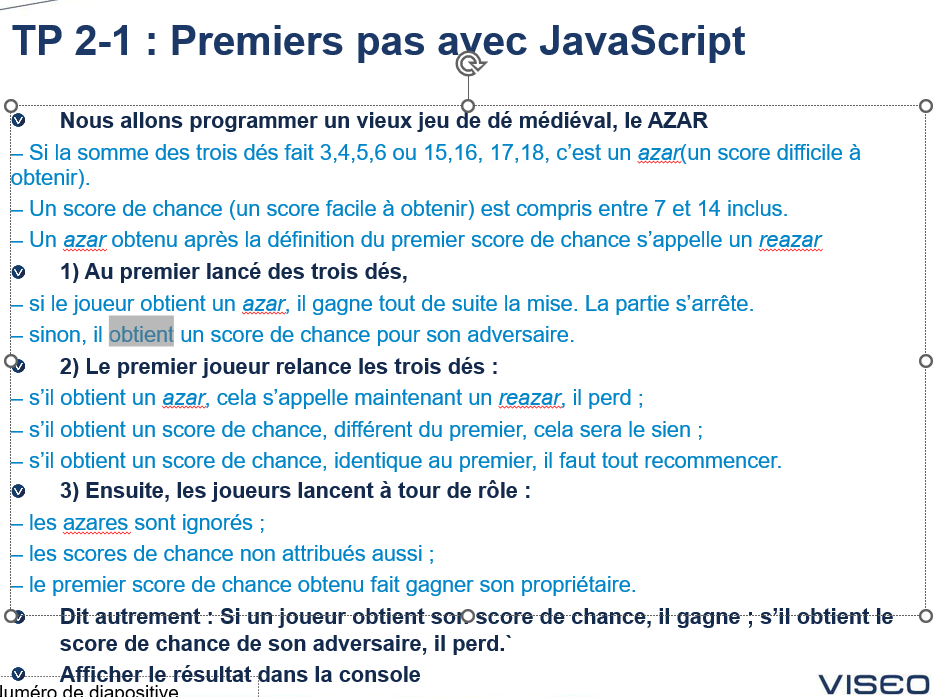 TP 2-1 : Premiers pas avec JavaScript
Nous allons programmer un vieux jeu de dé médiéval, le AZAR
– Si la somme des trois dés fait 3,4,5,6 ou 15,16, 17,18, c’est un azar(un score difficile à
obtenir).
– Un score de chance (un score facile à obtenir) est compris entre 7 et 14 inclus.
– Un azar obtenu après la définition du premier score de chance s’appelle un reazar
1) Au premier lancé des trois dés,
– si le joueur obtient un azar, il gagne tout de suite la mise. La partie s’arrête.
– sinon, il obtient un score de chance pour son adversaire.
2) Le premier joueur relance les trois dés :
– s’il obtient un azar, cela s’appelle maintenant un reazar, il perd ;
– s’il obtient un score de chance, différent du premier, cela sera le sien ;
– s’il obtient un score de chance, identique au premier, il faut tout recommencer.
3) Ensuite, les joueurs lancent à tour de rôle :
– les azares sont ignorés ;
– les scores de chance non attribués aussi ;
– le premier score de chance obtenu fait gagner son propriétaire.
Dit autrement : Si un joueur obtient son score de chance, il gagne ; s’il obtient le
score de chance de son adversaire, il perd.`
Afficher le résultat dans la console
Numéro de diapositive
VISEO